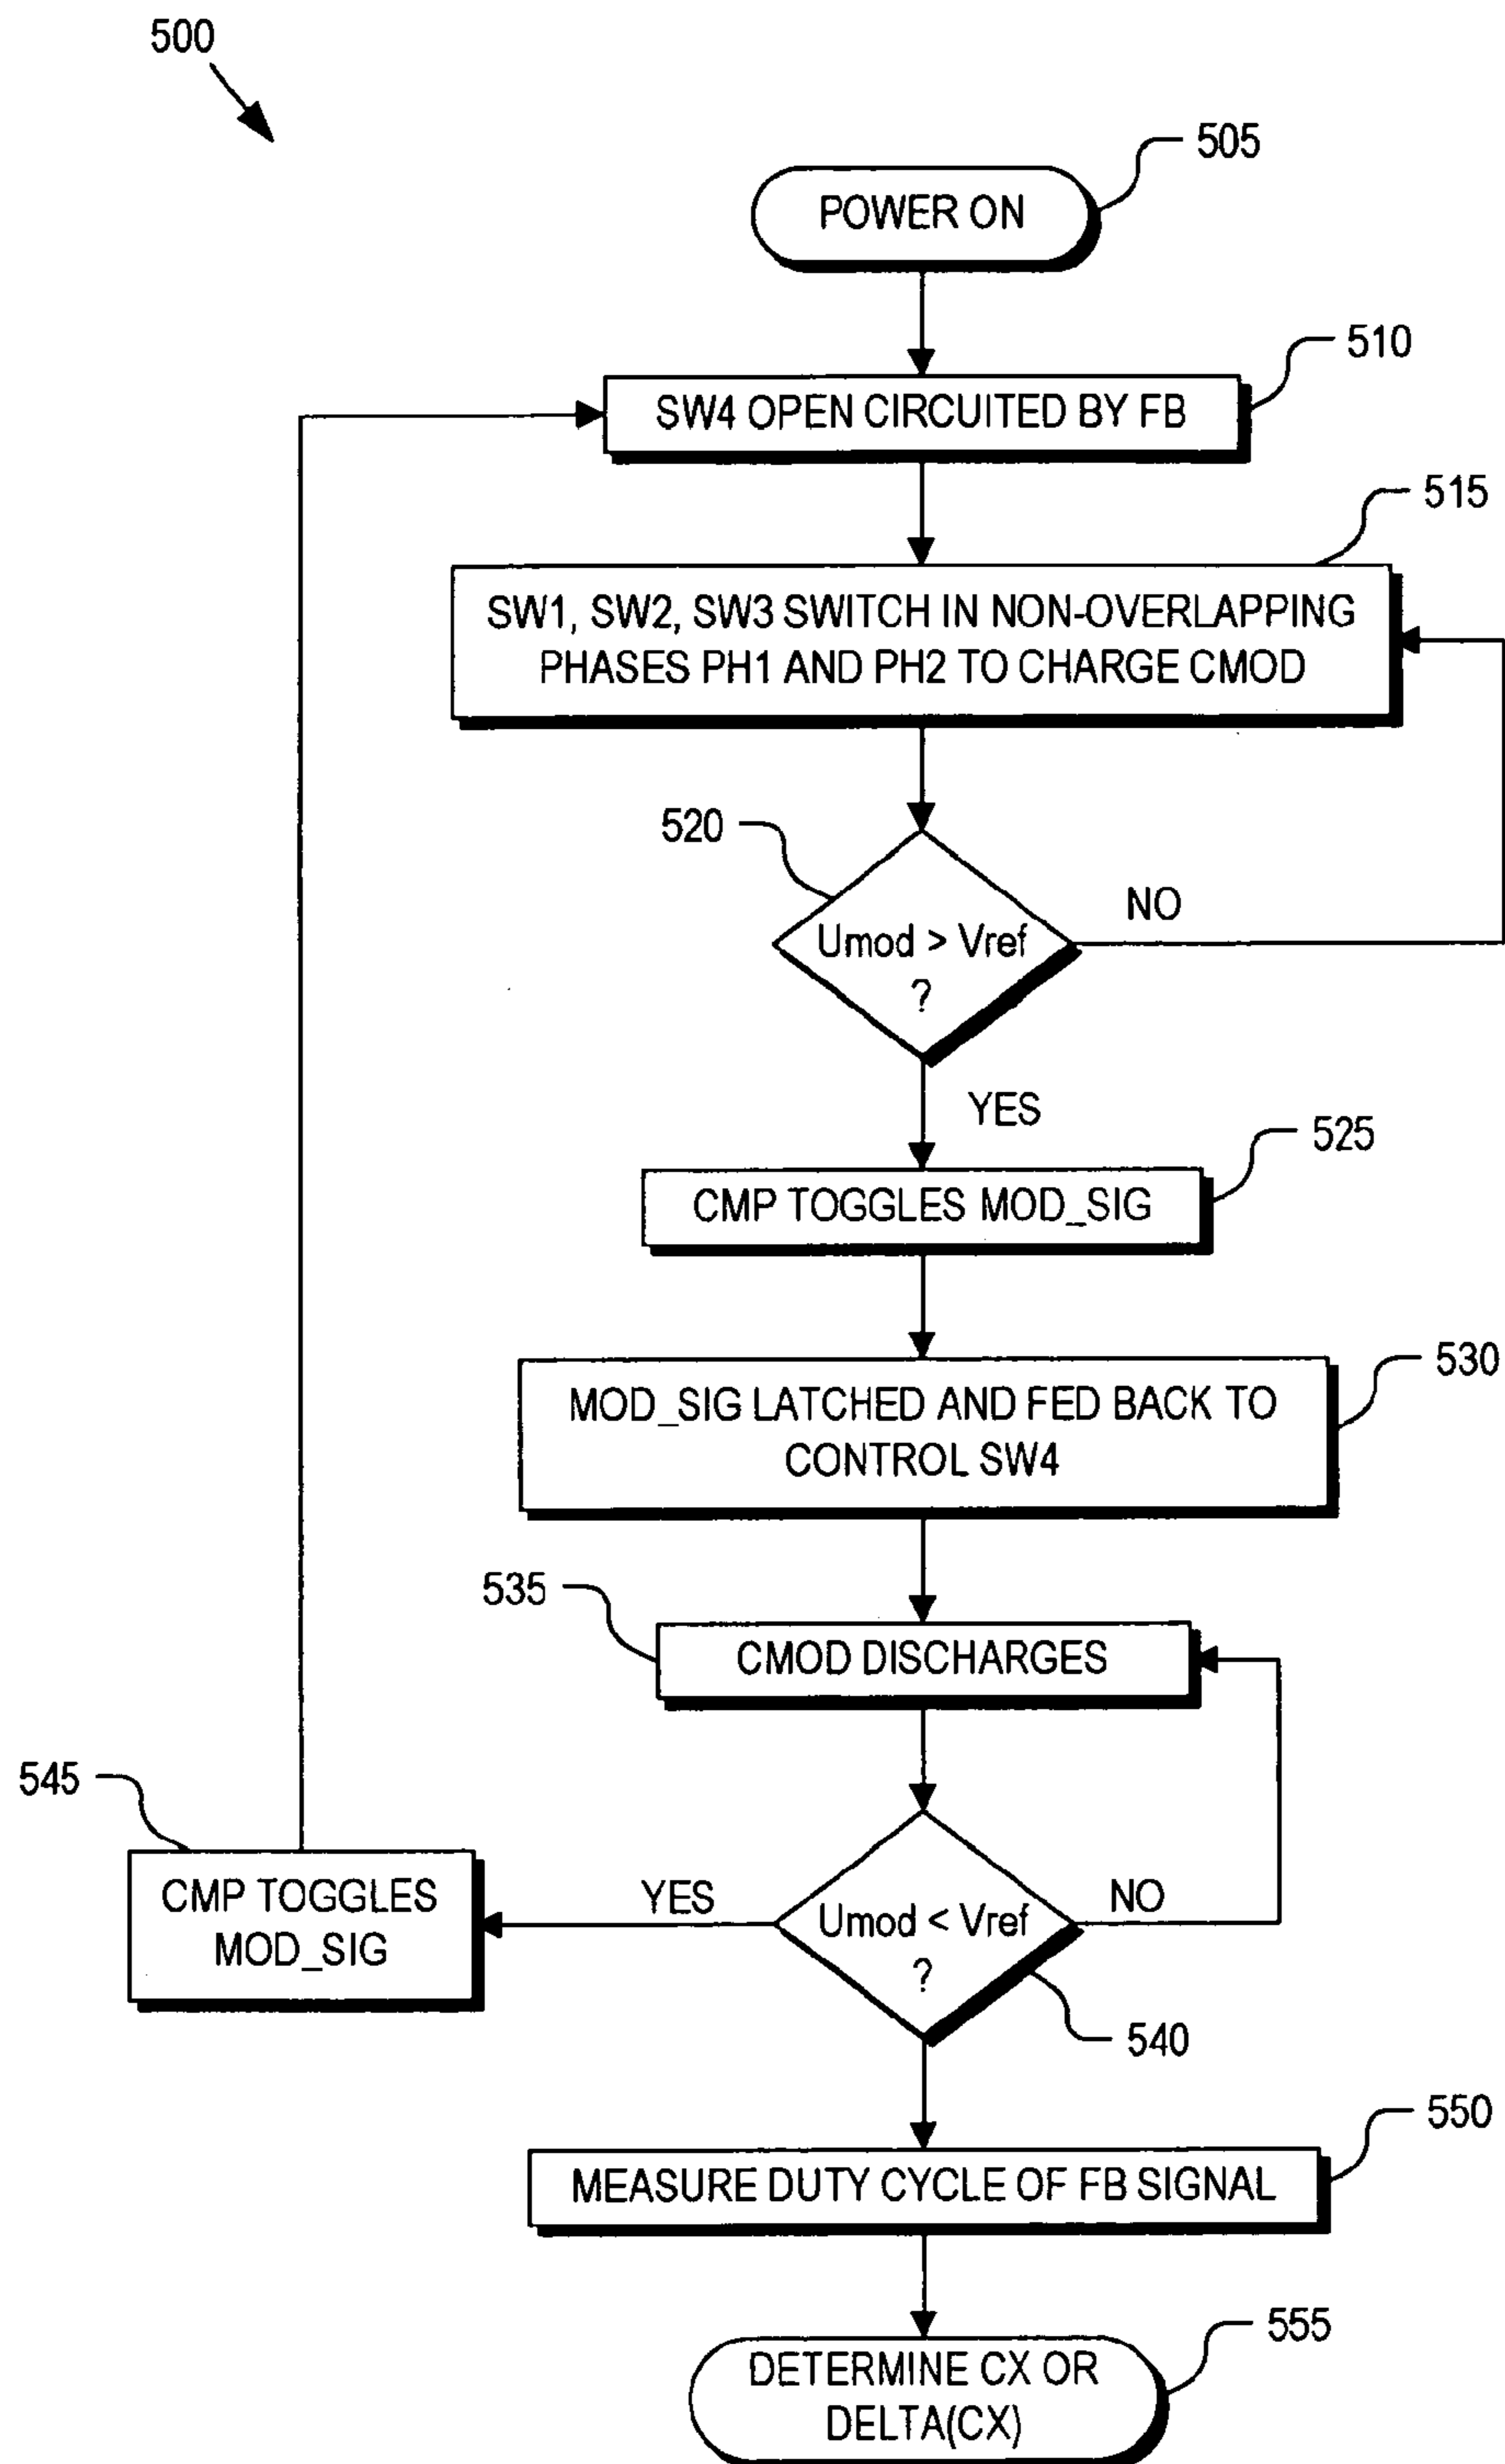 500
505
POWER ON
510
SW4 OPEN CIRCUITED BY FB
515
SW1, SW2, SW3 SWITCH IN NON-OVERLAPPING
PHASES PH1 AND PH2 TO CHARGE CMOD
520
NO
Umod > Vref
?
YES
525
CMP TOGGLES MOD_SIG
530
MOD_SIG LATCHED AND FED BACK TO
CONTROL SW4
535
CMOD DISCHARGES
545
CMP TOGGLES
MOD_SIG
YES
NO
Umod < Vref
?
540
550
MEASURE DUTY CYCLE OF FB SIGNAL
555
DETERMINE CX OR
DELTA(CX)